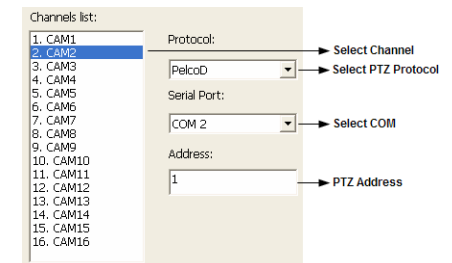 Channels list:
1. CAM1
2. CAM2
3. CAM3
4. CAM4
5. CAM5
6. CAM6
7. CAM7
8. CAM8
9. CAM9
10. CAM10
11. CAM11
12. CAM12
13. CAM13
14. CAM14
15. CAM15
16. CAM16
Protocol:
PelcoD
Serial Port:
COM 2
Address:
1
Select Channel
Select PTZ Protocol
Select COM
PTZ Address